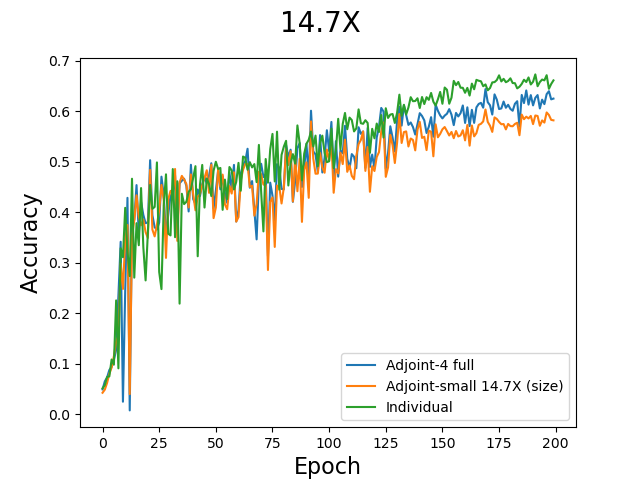 14.7X
0.7
0.6
0.5
0.4
0.3
0.2
0.1
0.0
Accuracy
Adjoint-4 full
Adjoint-small 14.7X (size)
Individual
0 25 50 75 100 125 150 175 200
Epoch